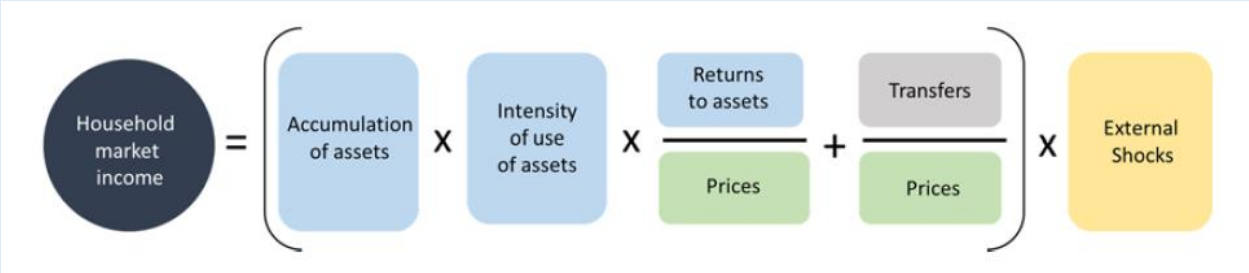 Household
market
income
=
Accumulation
of assets
x
Intensity
of use
of assets
x
Returns
to assets
Prices
+
Transfers
Prices
x
External
Shocks